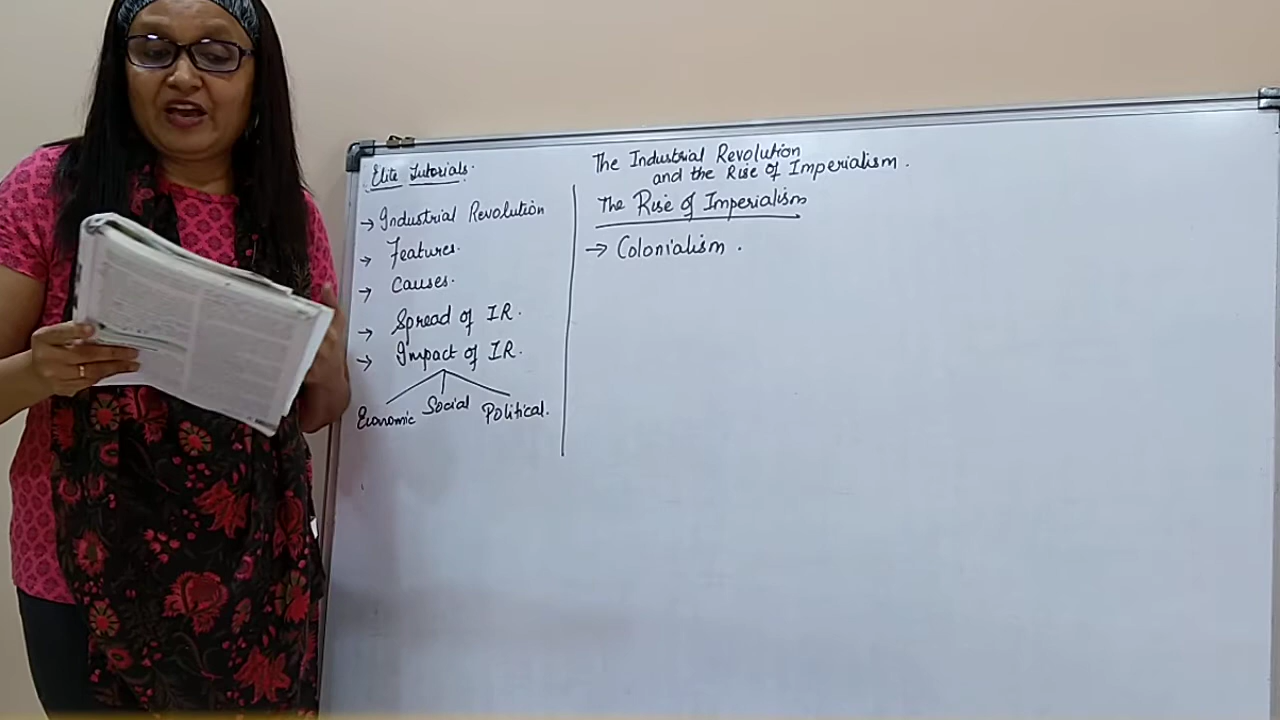 Elite Tutorials.
→ Industrial Revolution
→ Features.
→ Causes.
→ Spread of IR.
→ Impact of IR.
Economic Social Political.
The Industrial Revolution
and the Rise of Imperialism.
The Rise of Imperialism
→ Colonialism.